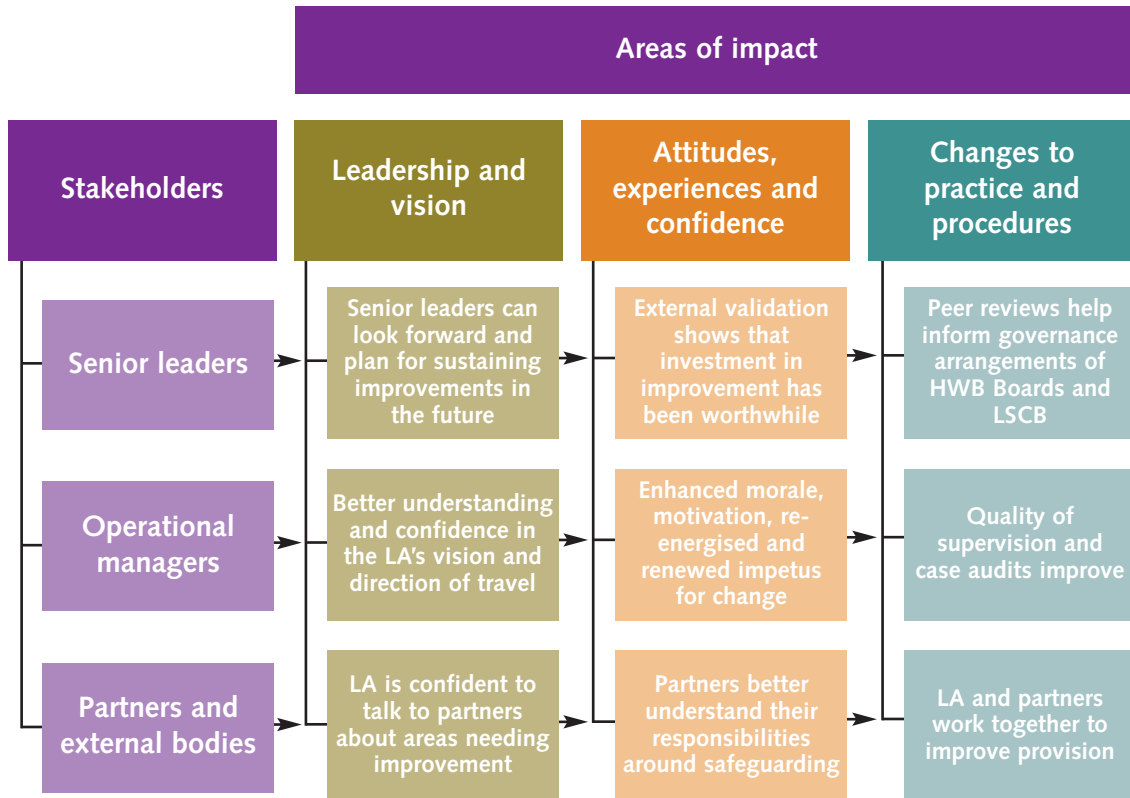 Areas of impact
Stakeholders
Leadership and
vision
Attitudes,
experiences and
confidence
Changes to
practice and
procedures
Senior leaders
Senior leaders can
look forward and
plan for sustaining
improvements in
the future
External validation
shows that
investment in
improvement has
been worthwhile
Peer reviews help
inform governance
arrangements of
HWB Boards and
LSCB
Operational
managers
Better understanding
and confidence in
the LA’s vision and
direction of travel
Enhanced morale,
motivation, re-
energised and
renewed impetus
for change
Quality of
supervision and
case audits improve
Partners and
external bodies
LA is confident to
talk to partners
about areas needing
improvement
Partners better
understand their
responsibilities
around safeguarding
LA and partners
work together to
improve provision